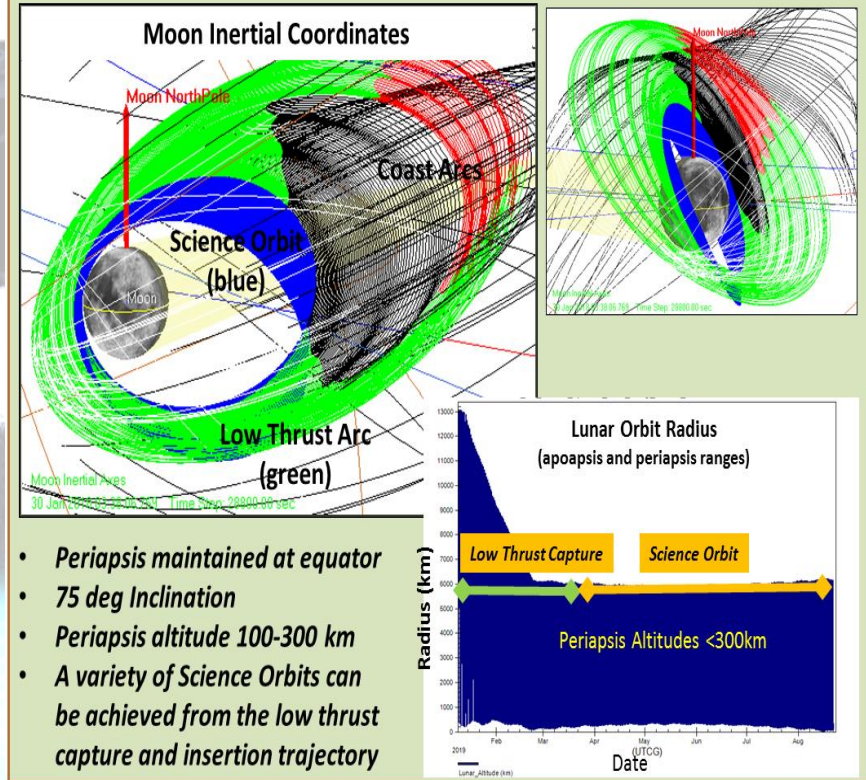 Moon Inertial Coordinates
Moon NorthPole
Coast Arcs
Science Orbit
(blue)
Moon
Low Thrust Arc
(green)
Moon Inertial Axes
30 Jan Time Step: 28800.00 sec
Moon NorthPole
Time Step: 28800.00 sec
• Periapsis maintained at equator
• 75 deg Inclination
• Periapsis altitude 100-300 km
• A variety of Science Orbits can
be achieved from the low thrust
capture and insertion trajectory
Lunar Orbit Radius
(apoapsis and periapsis ranges)
Radius (km)
13000
12000
11000
10000
9000
8000
7000
6000
5000
4000
3000
2000
1000
0
Low Thrust Capture
Science Orbit
Periapsis Altitudes <300km
Feb Mar Apr May Jun Jul Aug
2019
(UTCG)
Date
Lunar_Altitude (km)